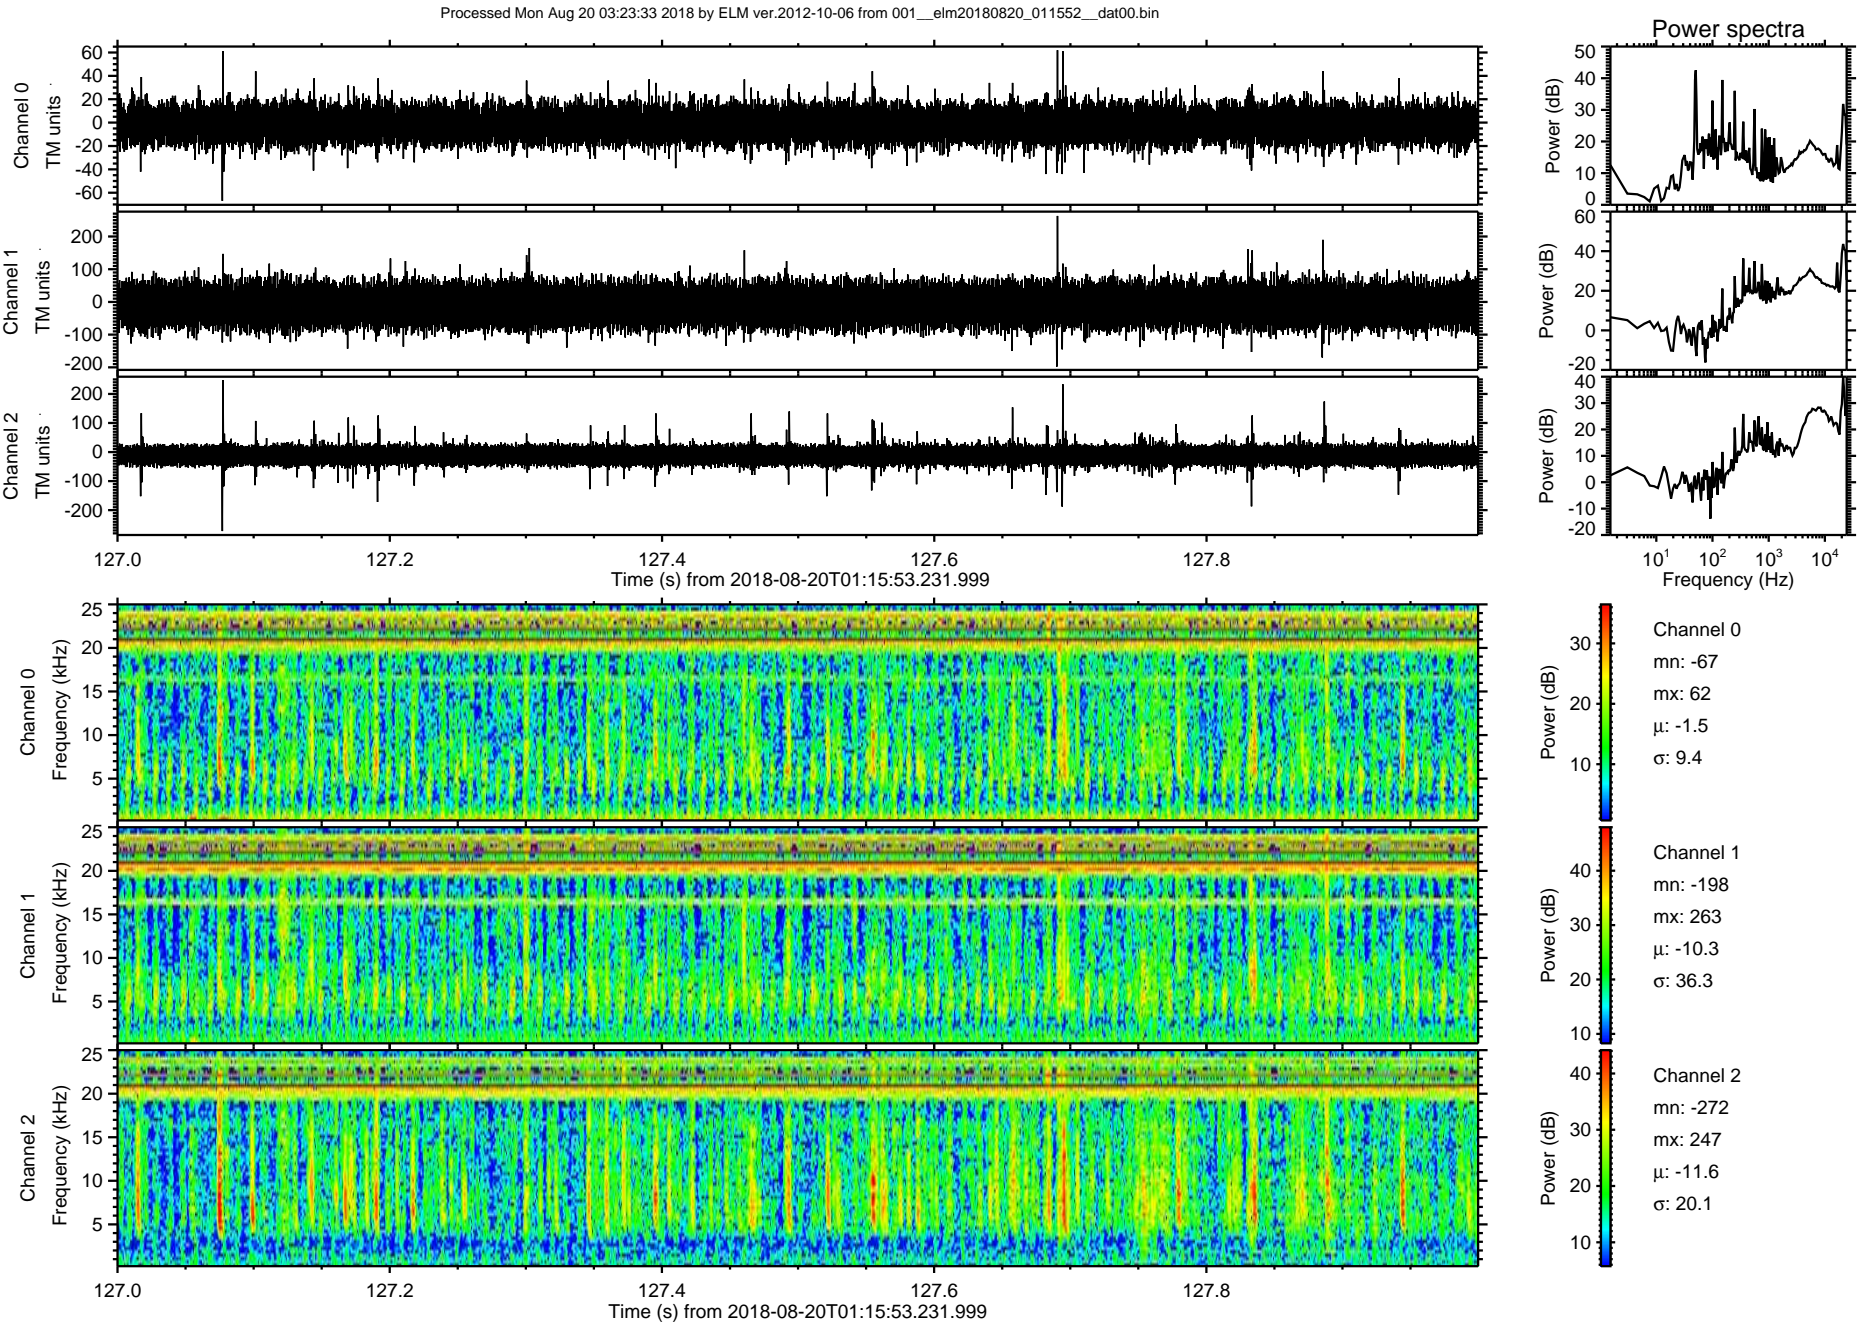 Processed Mon Aug 20 03:23:33 2018 by ELM ver.2012-10-06 from 001__elm20180820_011552__dat00.bin
Power spectra
Channel 0
TM units
60
40
20
0
-20
-40
-60
Power (dB)
50
40
30
20
10
0
Channel 1
TM units
200
100
0
-100
-200
Power (dB)
60
40
20
0
-20
Channel 2
TM units
200
100
0
-100
-200
Power (dB)
40
30
20
10
0
-10
-20
127.0 127.2 127.4 127.6 127.8
Time (s) from 2018-08-20T01:15:53.231.999
10^1 10^2 10^3 10^4
Frequency (Hz)
Channel 0
Frequency (kHz)
25
20
15
10
5
Power (dB)
30
20
10
Channel 0
mn: -67
mx: 62
μ: -1.5
σ: 9.4
Channel 1
Frequency (kHz)
25
20
15
10
5
Power (dB)
40
30
20
10
Channel 1
mn: -198
mx: 263
μ: -10.3
σ: 36.3
Channel 2
Frequency (kHz)
25
20
15
10
5
Power (dB)
40
30
20
10
Channel 2
mn: -272
mx: 247
μ: -11.6
σ: 20.1
127.0 127.2 127.4 127.6 127.8
Time (s) from 2018-08-20T01:15:53.231.999